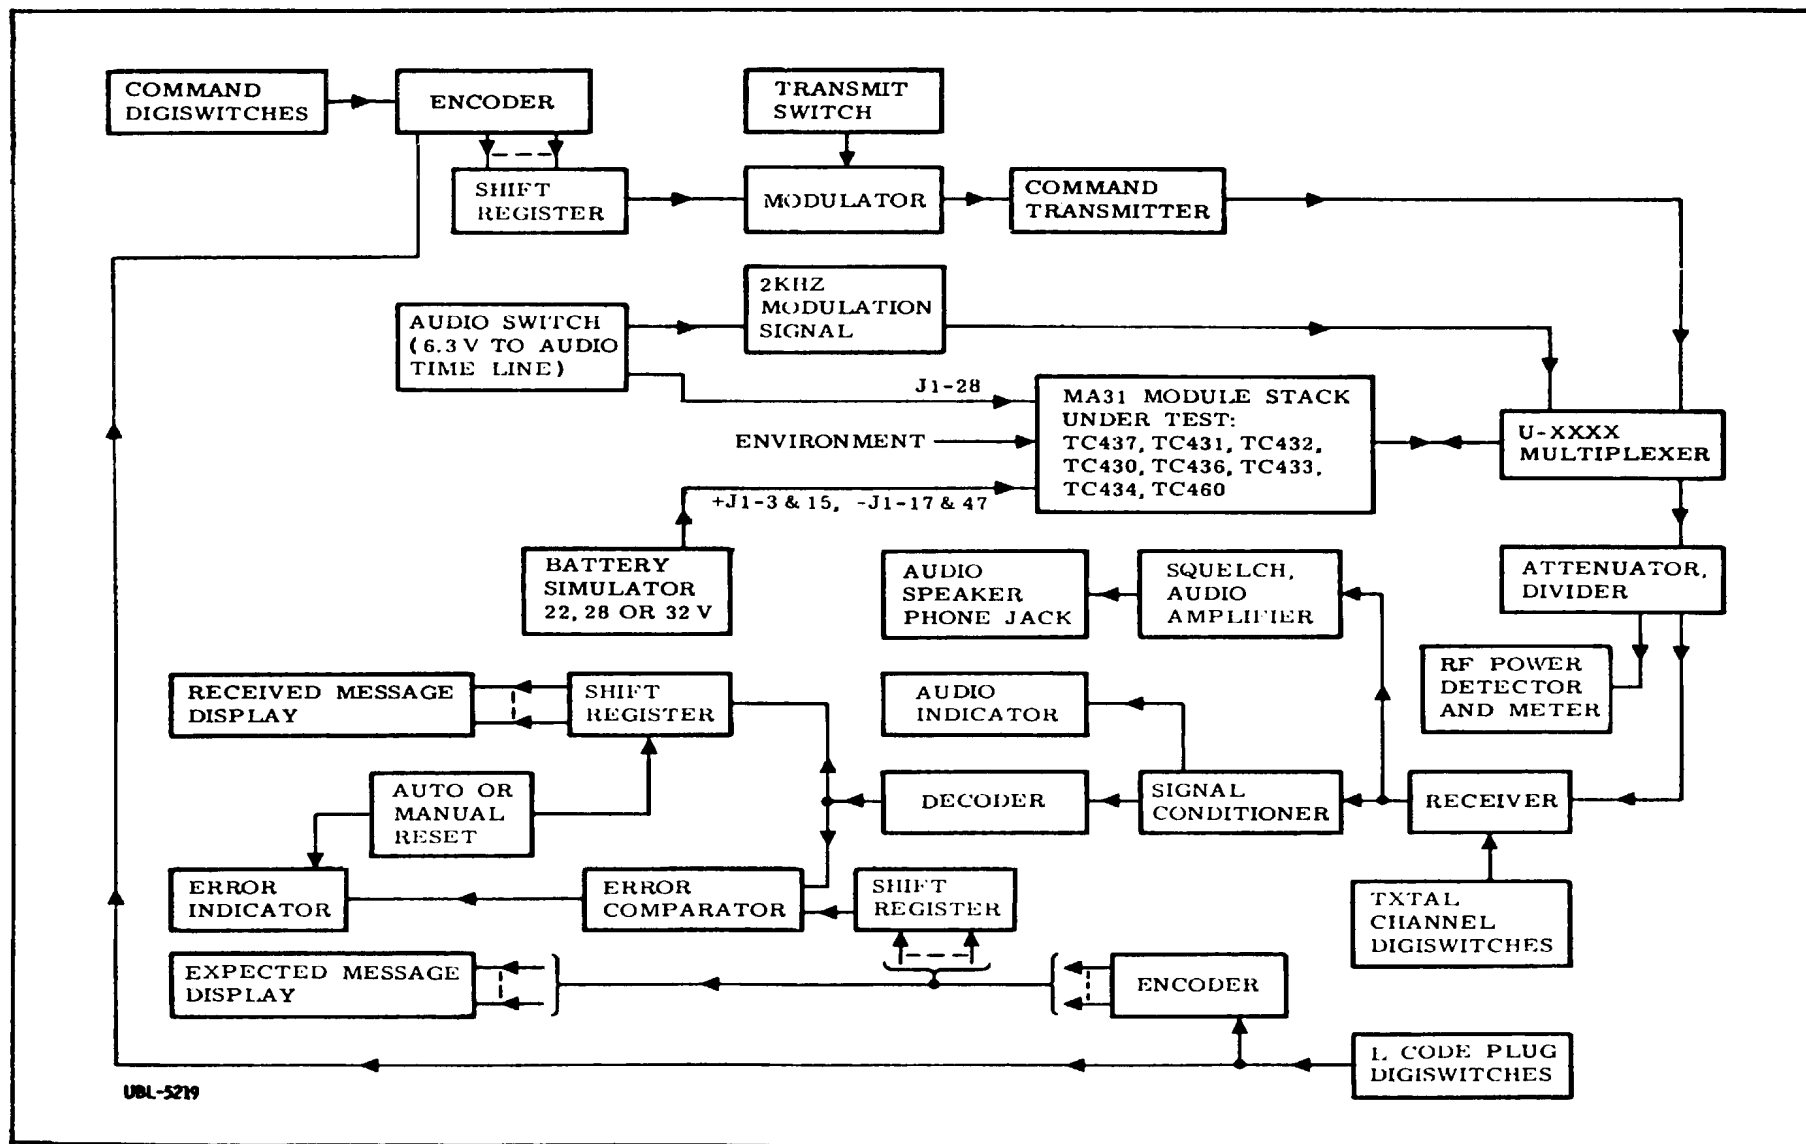 COMMAND
DIGISWITCHES
ENCODER
TRANSMIT
SWITCH
SHIFT
REGISTER
MODULATOR
COMMAND
TRANSMITTER
2KHZ
MODULATION
SIGNAL
AUDIO SWITCH
(6.3 V TO AUDIO
TIME LINE)
J1-28
ENVIRONMENT
+J1-3 & 15, -J1-17 & 47
MA31 MODULE STACK
UNDER TEST:
TC437, TC431, TC432,
TC430, TC436, TC433,
TC434, TC460
U-XXXX
MULTIPLEXER
BATTERY
SIMULATOR
22, 28 OR 32 V
AUDIO
SPEAKER
PHONE JACK
SQUELCH,
AUDIO
AMPLIFIER
ATTENUATOR,
DIVIDER
RF POWER
DETECTOR
AND METER
RECEIVED MESSAGE
DISPLAY
SHIFT
REGISTER
AUDIO
INDICATOR
AUTO OR
MANUAL
RESET
DECODER
SIGNAL
CONDITIONER
RECEIVER
ERROR
INDICATOR
ERROR
COMPARATOR
SHIFT
REGISTER
TXTAL
CHANNEL
DIGISWITCHES
EXPECTED MESSAGE
DISPLAY
ENCODER
L CODE PLUG
DIGISWITCHES
UBL-5219